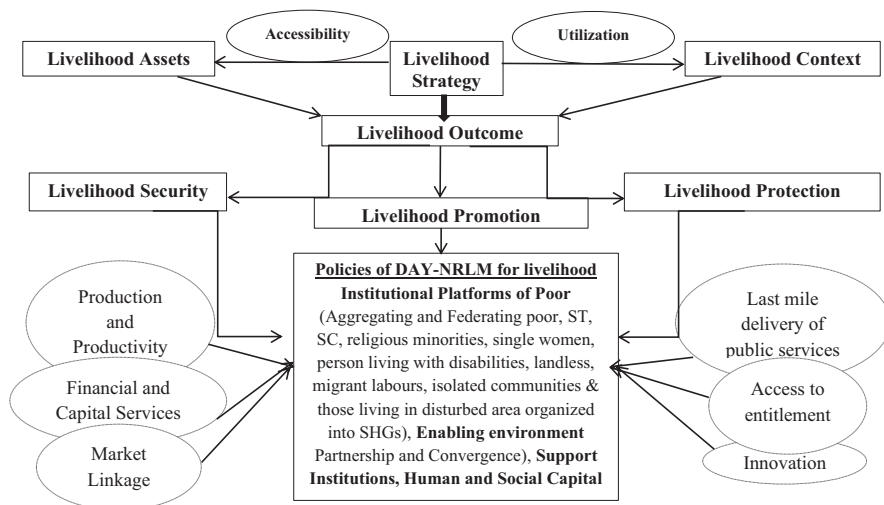 Accessibility
Utilization
Livelihood Assets
Livelihood
Strategy
Livelihood Context
Livelihood Outcome
Livelihood Security
Livelihood Promotion
Livelihood Protection
Policies of DAY-NRLM for livelihood
Institutional Platforms of Poor
(Aggregating and Federating poor, ST,
SC, religious minorities, single women,
person living with disabilities, landless,
migrant labours, isolated communities &
those living in disturbed area organized
into SHGs), Enabling environment
Partnership and Convergence), Support
Institutions, Human and Social Capital
Production
and
Productivity
Financial and
Capital Services
Market
Linkage
Last mile
delivery of
public services
Access to
entitlement
Innovation